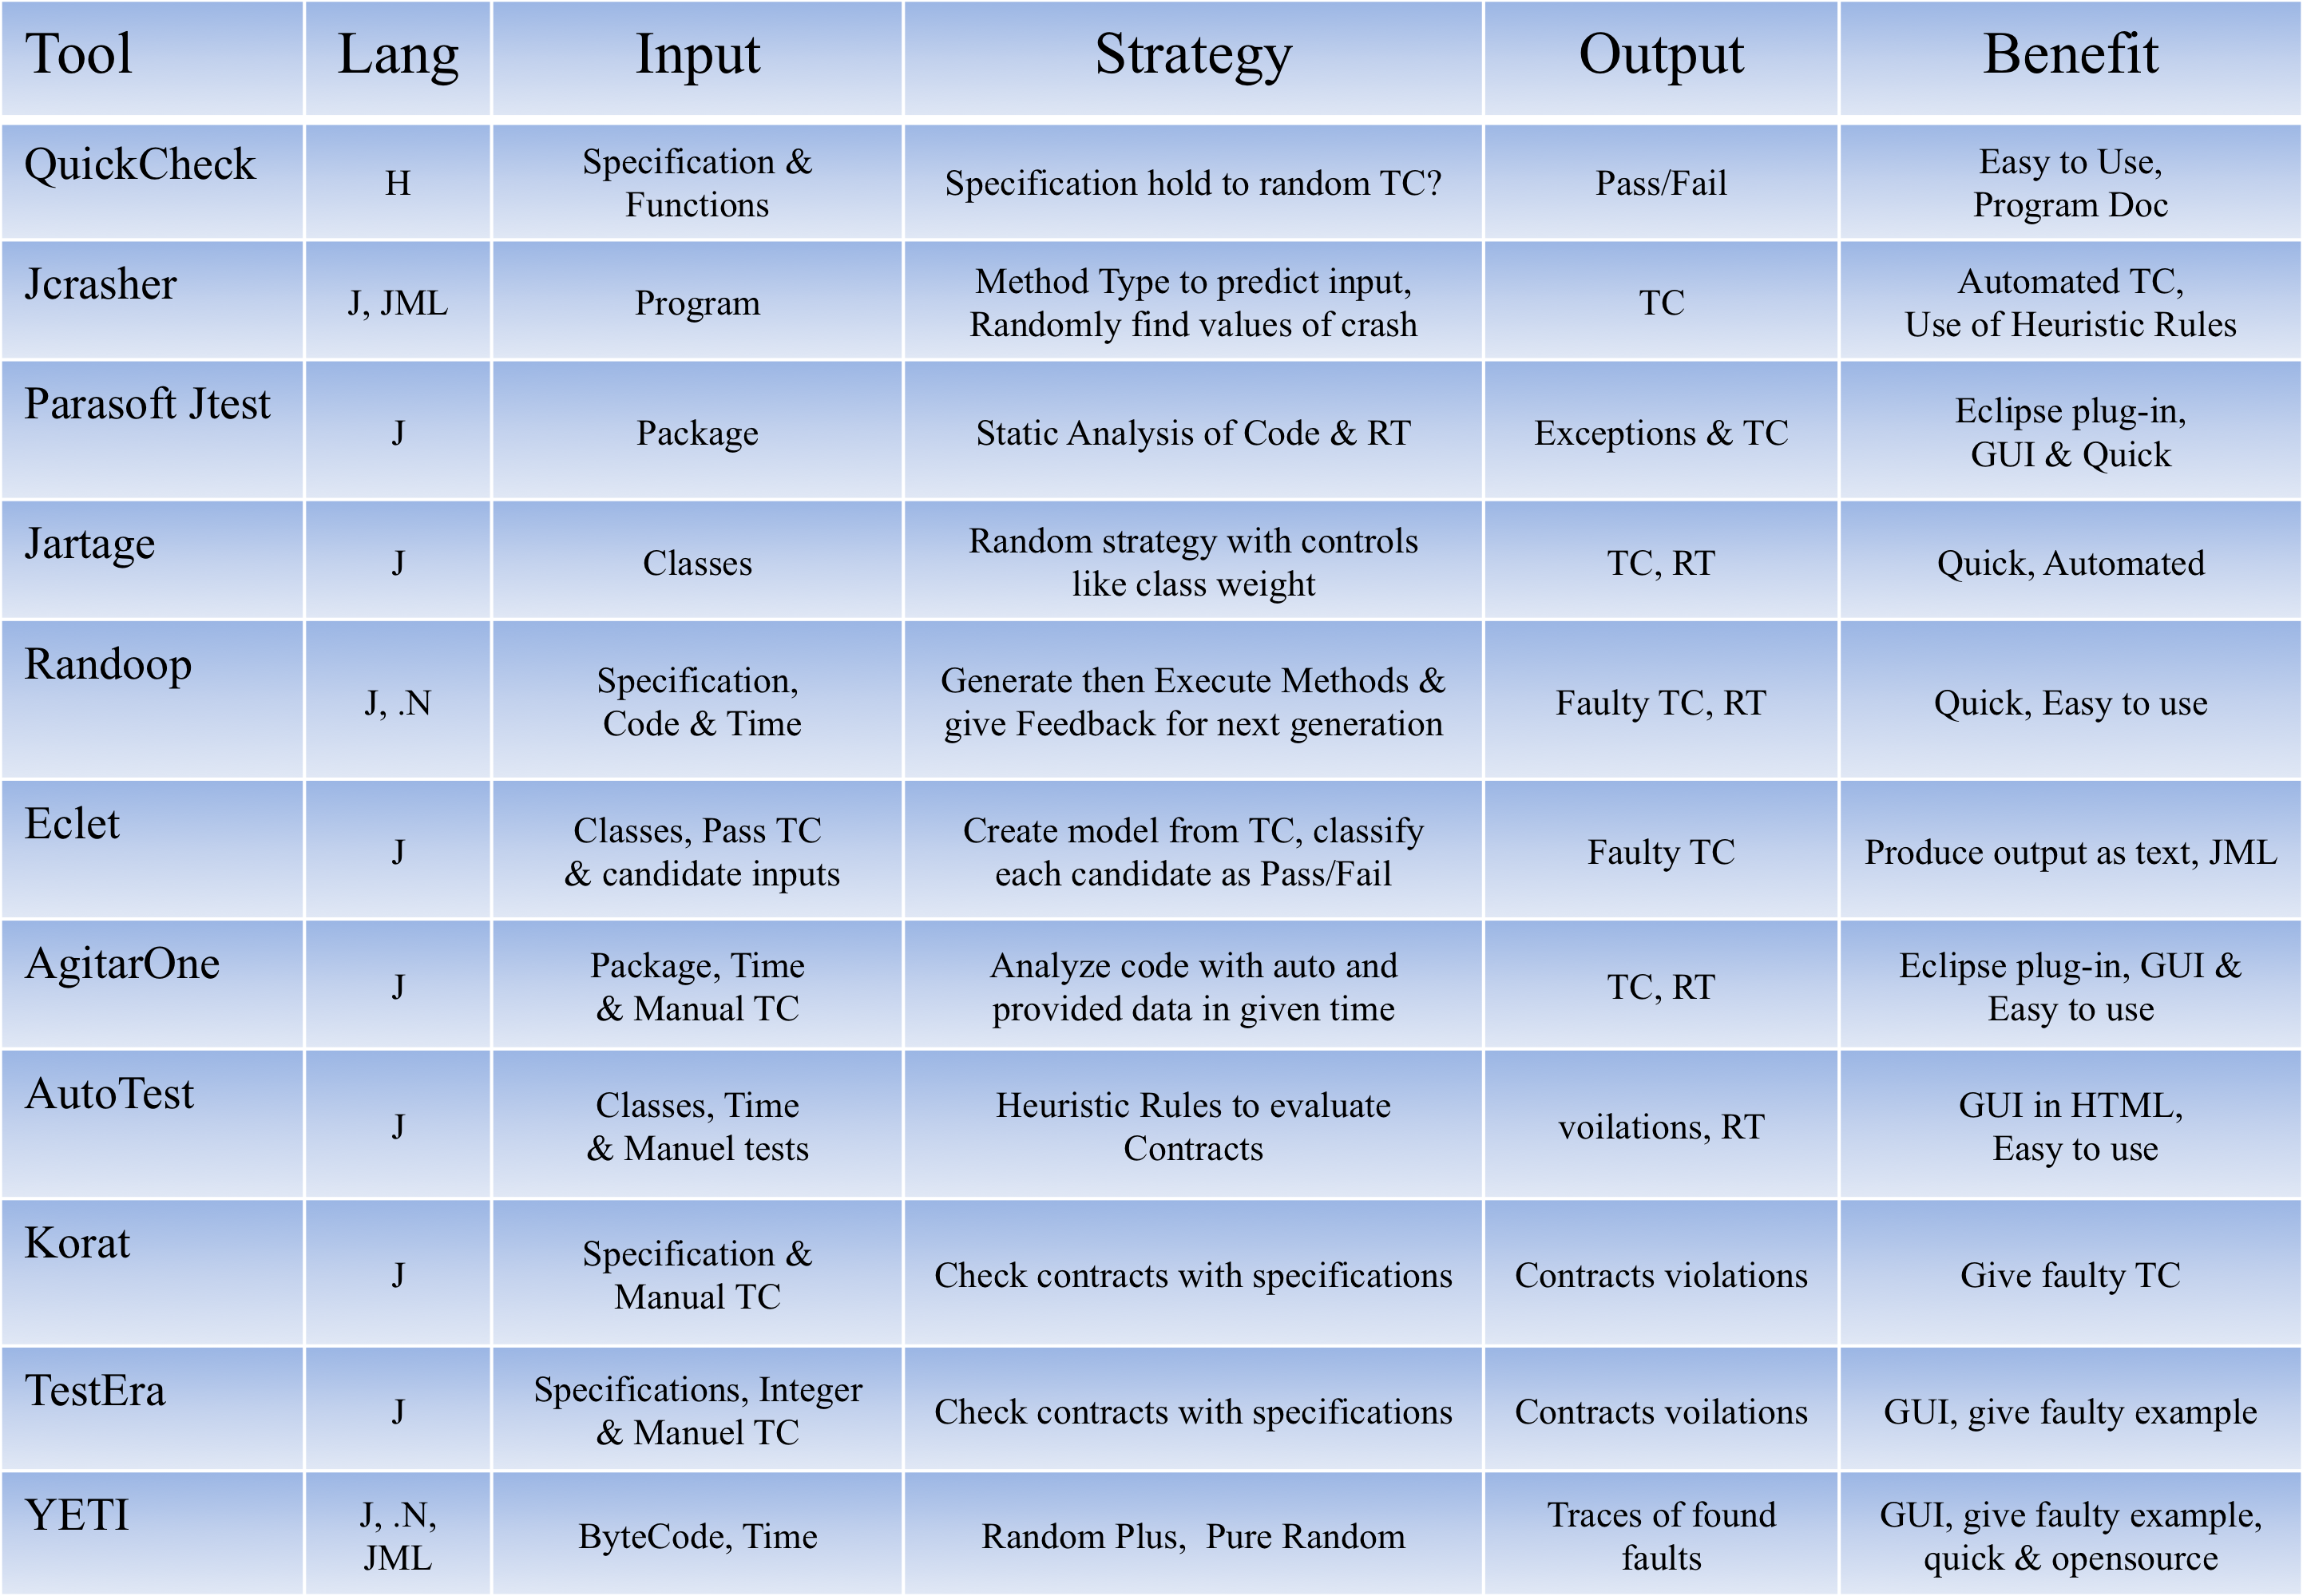 Tool Lang Input Strategy Output Benefit
QuickCheck H Specification & Specification hold to random TC? Pass/Fail Easy to Use,
Functions Program Doc
Jcrasher J, JML Program Method Type to predict input, TC Automated TC,
Randomly find values of crash Use of Heuristic Rules
Parasoft Jtest J Package Static Analysis of Code & RT Exceptions & TC Eclipse plug-in,
GUI & Quick
Jartage J Classes Random strategy with controls TC, RT Quick, Automated
like class weight
Randoop J, .N Specification, Generate then Execute Methods & Faulty TC, RT Quick, Easy to use
Code & Time give Feedback for next generation
Eclet J Classes, Pass TC Create model from TC, classify Faulty TC Produce output as text, JML
& candidate inputs each candidate as Pass/Fail
AgitarOne J Package, Time Analyze code with auto and TC, RT Eclipse plug-in, GUI &
& Manual TC provided data in given time Easy to use
AutoTest J Classes, Time Heuristic Rules to evaluate voilations, RT GUI in HTML,
& Manuel tests Contracts Easy to use
Korat J Specification & Check contracts with specifications Contracts violations Give faulty TC
Manual TC
TestEra J Specifications, Integer Check contracts with specifications Contracts voilations GUI, give faulty example
& Manuel TC
YETI J, .N, ByteCode, Time Random Plus, Pure Random Traces of found GUI, give faulty example,
JML faults quick & opensource